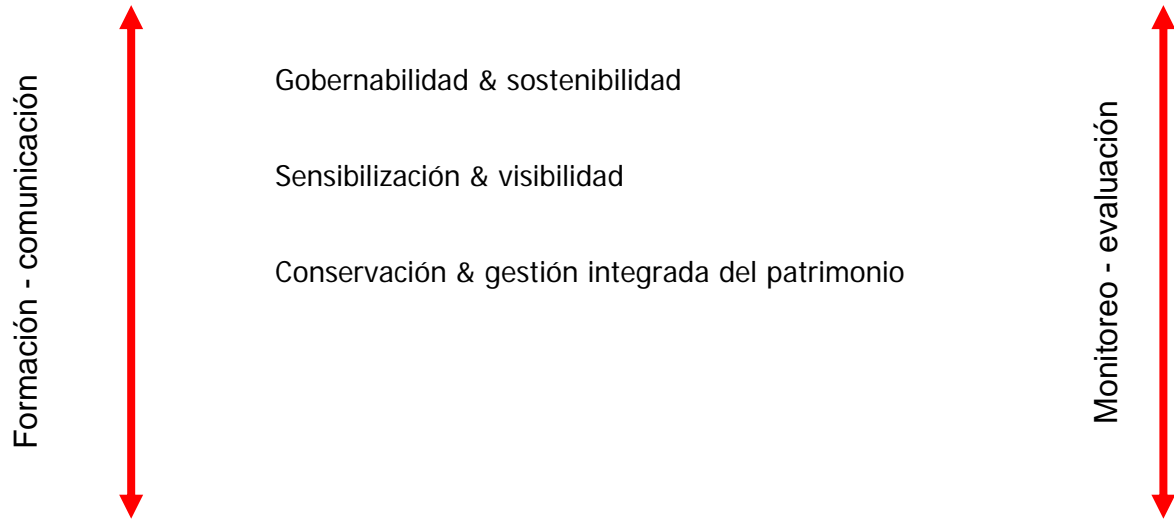 Formación - comunicación
Gobernabilidad & sostenibilidad
Sensibilización & visibilidad
Conservación & gestión integrada del patrimonio
Monitoreo - evaluación